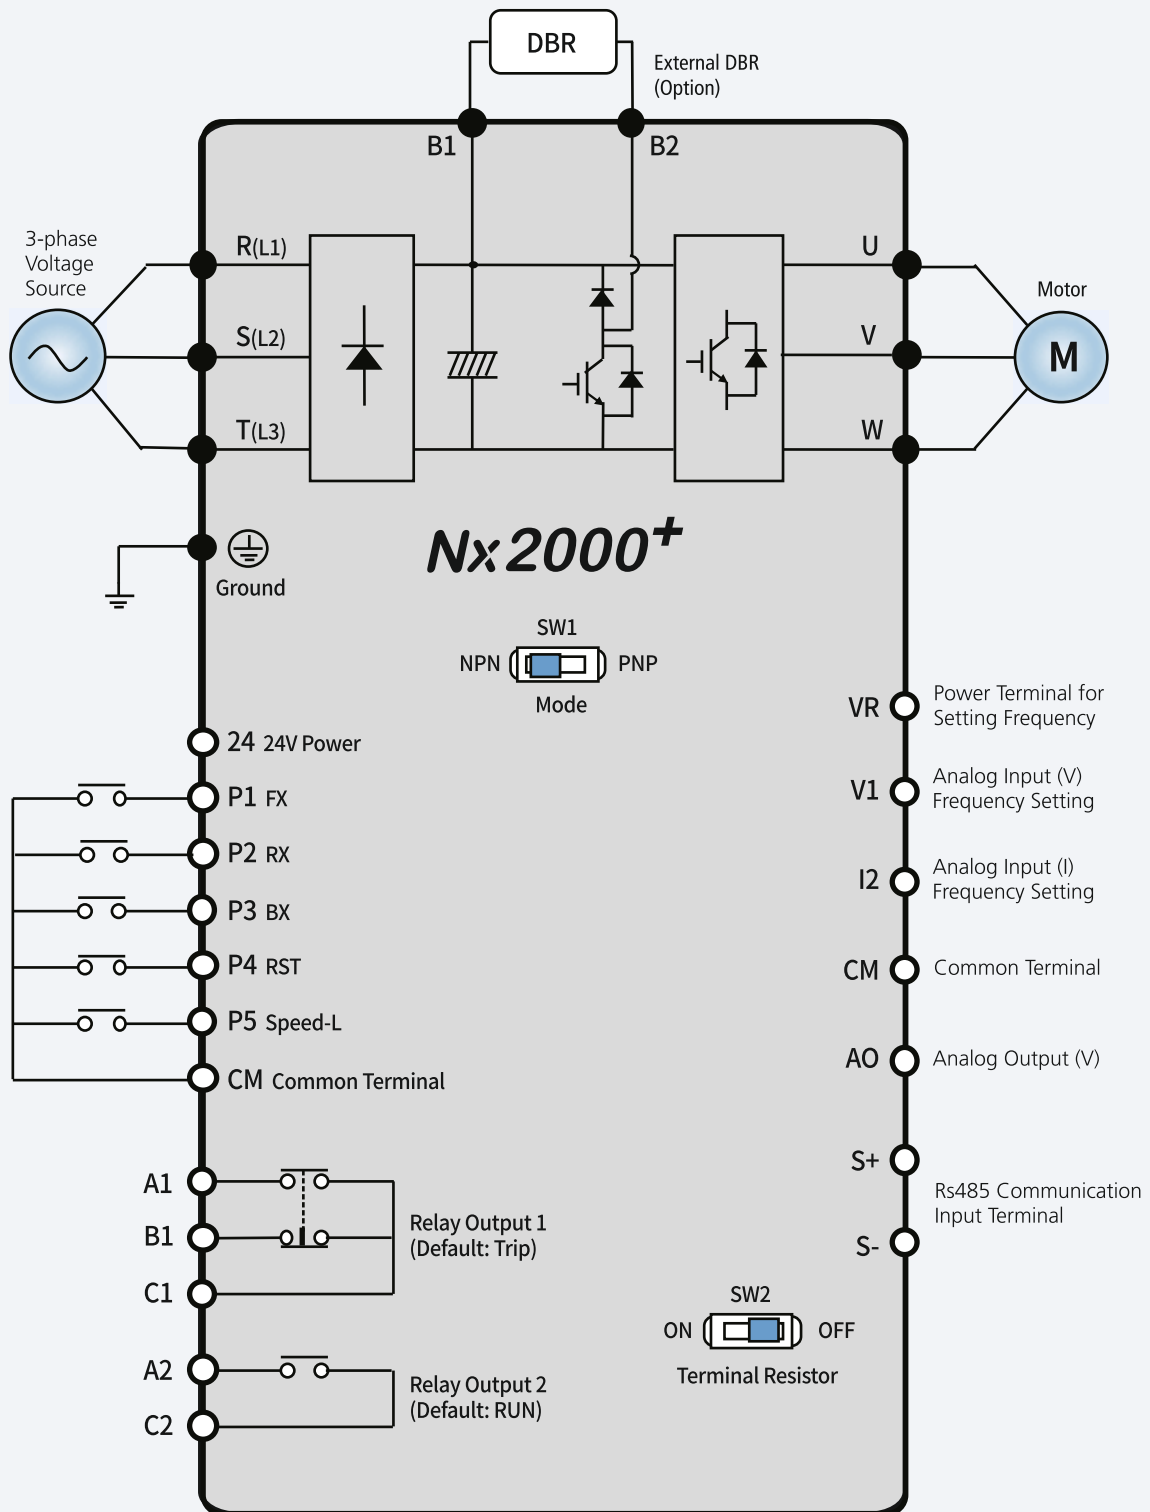 DBR
External DBR
(Option)
B1
B2
3-phase
Voltage
Source
R(L1)
S(L2)
T(L3)
U
V
W
Motor
M
Ground
Nx2000+
SW1
NPN
PNP
Mode
24 24V Power
P1 FX
P2 RX
P3 BX
P4 RST
P5 Speed-L
CM Common Terminal
VR
Power Terminal for
Setting Frequency
V1
Analog Input (V)
Frequency Setting
I2
Analog Input (I)
Frequency Setting
CM
Common Terminal
AO
Analog Output (V)
S+
S-
Rs485 Communication
Input Terminal
A1
B1
C1
Relay Output 1
(Default: Trip)
A2
C2
Relay Output 2
(Default: RUN)
SW2
ON
OFF
Terminal Resistor